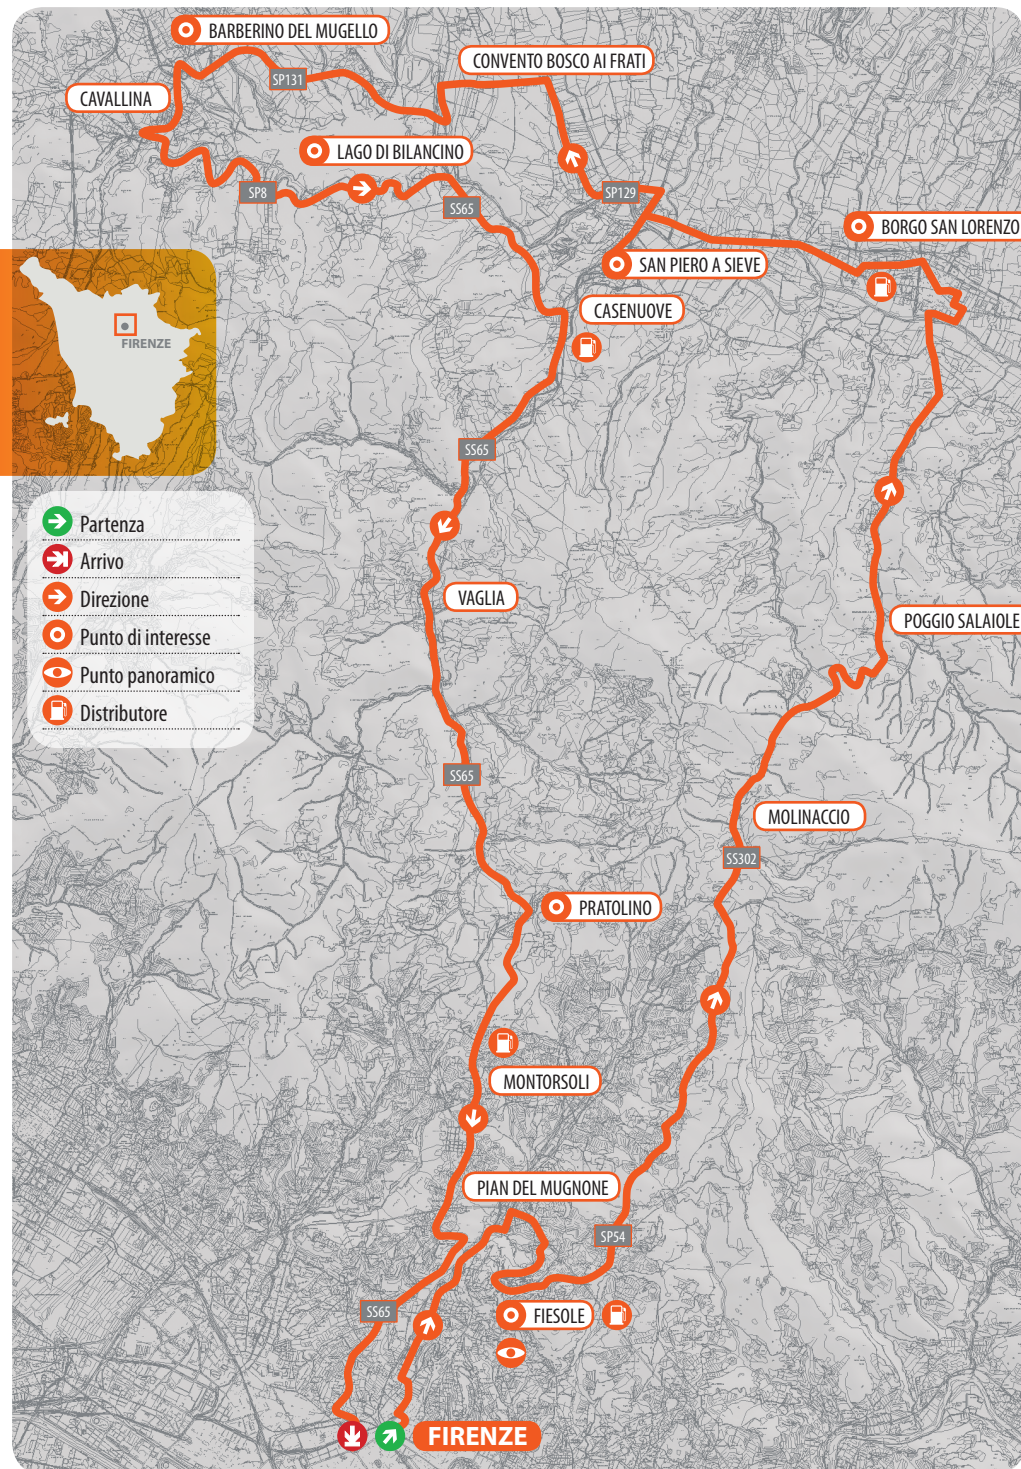 BARBERINO DEL MUGELLO
CONVENTO BOSCO AI FRATI
SP131
CAVALLINA
LAGO DI BILANCINO
SP8
SS65
SP129
BORGO SAN LORENZO
SAN PIERO A SIEVE
CASENUOVE
FIRENZE
SS65
Partenza
Arrivo
Direzione
Punto di interesse
Punto panoramico
Distributore
VAGLIA
POGGIO SALAIOLE
SS65
MOLINACCIO
SS302
PRATOLINO
MONTORSOLI
PIAN DEL MUGNONE
SP54
SS65
FIESOLE
FIRENZE